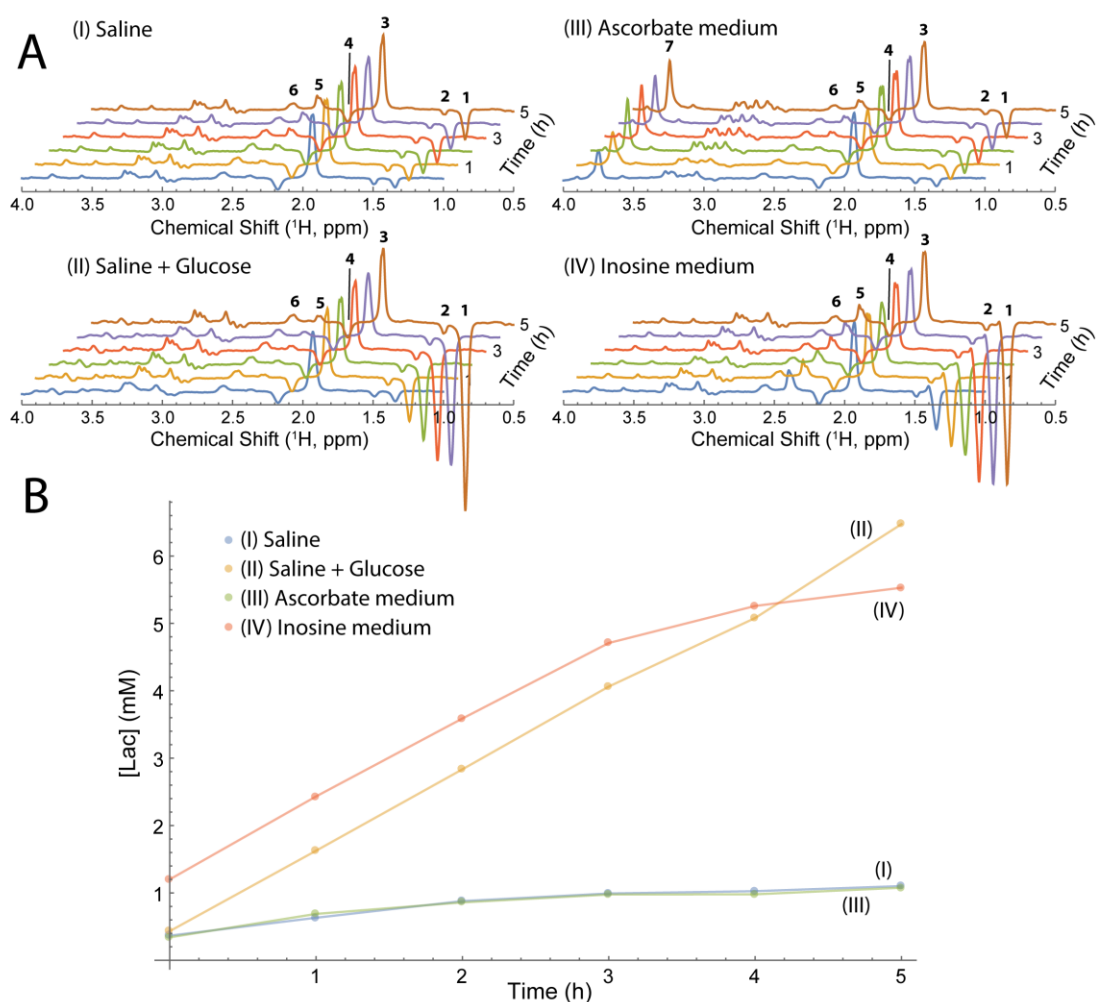 A
(I) Saline
3
4
6
5
2
1
5
3
1
Time (h)
4.0 3.5 3.0 2.5 2.0 1.5 1.0 0.5
Chemical Shift (¹H, ppm)
(III) Ascorbate medium
3
7
4
6
5
2
1
5
3
1
Time (h)
4.0 3.5 3.0 2.5 2.0 1.5 1.0 0.5
Chemical Shift (¹H, ppm)
(II) Saline + Glucose
3
4
6
5
2
1
5
3
1
Time (h)
4.0 3.5 3.0 2.5 2.0 1.5 1.0 0.5
Chemical Shift (¹H, ppm)
(IV) Inosine medium
3
4
6
5
2
1
5
3
1
Time (h)
4.0 3.5 3.0 2.5 2.0 1.5 1.0 0.5
Chemical Shift (¹H, ppm)
B
(I) Saline
(II) Saline + Glucose
(III) Ascorbate medium
(IV) Inosine medium
(II)
(IV)
(I)
(III)
[Lac] (mM)
6
5
4
3
2
1
1 2 3 4 5
Time (h)